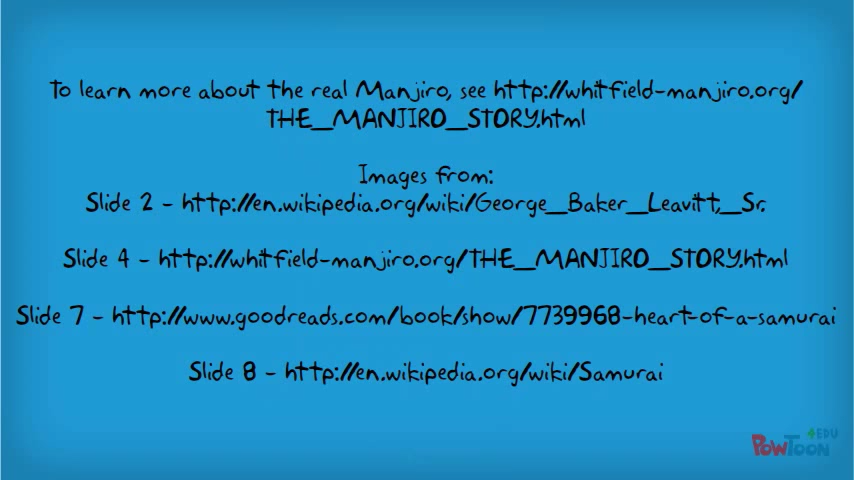 To learn more about the real Manjiro, see http://whitfield-manjiro.org/
THE_MANJIRO_STORY.html
Images from:
Slide 2 - http://en.wikipedia.org/wiki/George_Baker_Leavitt,_Sr.
Slide 4 - http://whitfield-manjiro.org/THE_MANJIRO_STORY.html
Slide 7 - http://www.goodreads.com/book/show/7739968-heart-of-a-samurai
Slide 8 - http://en.wikipedia.org/wiki/Samurai
4EDU
POWTOON